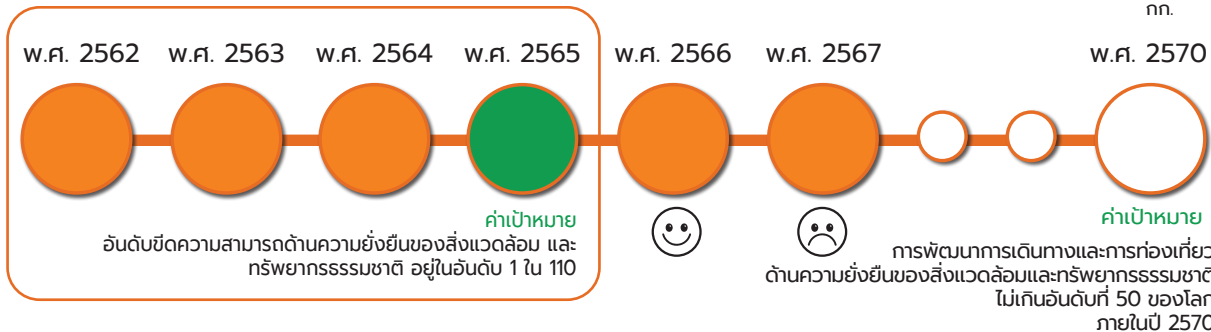 กก.
พ.ศ. 2562 พ.ศ. 2563 พ.ศ. 2564 พ.ศ. 2565 พ.ศ. 2566 พ.ศ. 2567 พ.ศ. 2570
ค่าเป้าหมาย
อันดับขีดความสามารถด้านความยั่งยืนของสิ่งแวดล้อม และ
ทรัพยากรธรรมชาติ อยู่ในอันดับ 1 ใน 110
ค่าเป้าหมาย
การพัฒนาการเดินทางและการท่องเที่ยว
ด้านความยั่งยืนของสิ่งแวดล้อมและทรัพยากรธรรมชาติ
ไม่เกินอันดับที่ 50 ของโลก
ภายในปี 2570